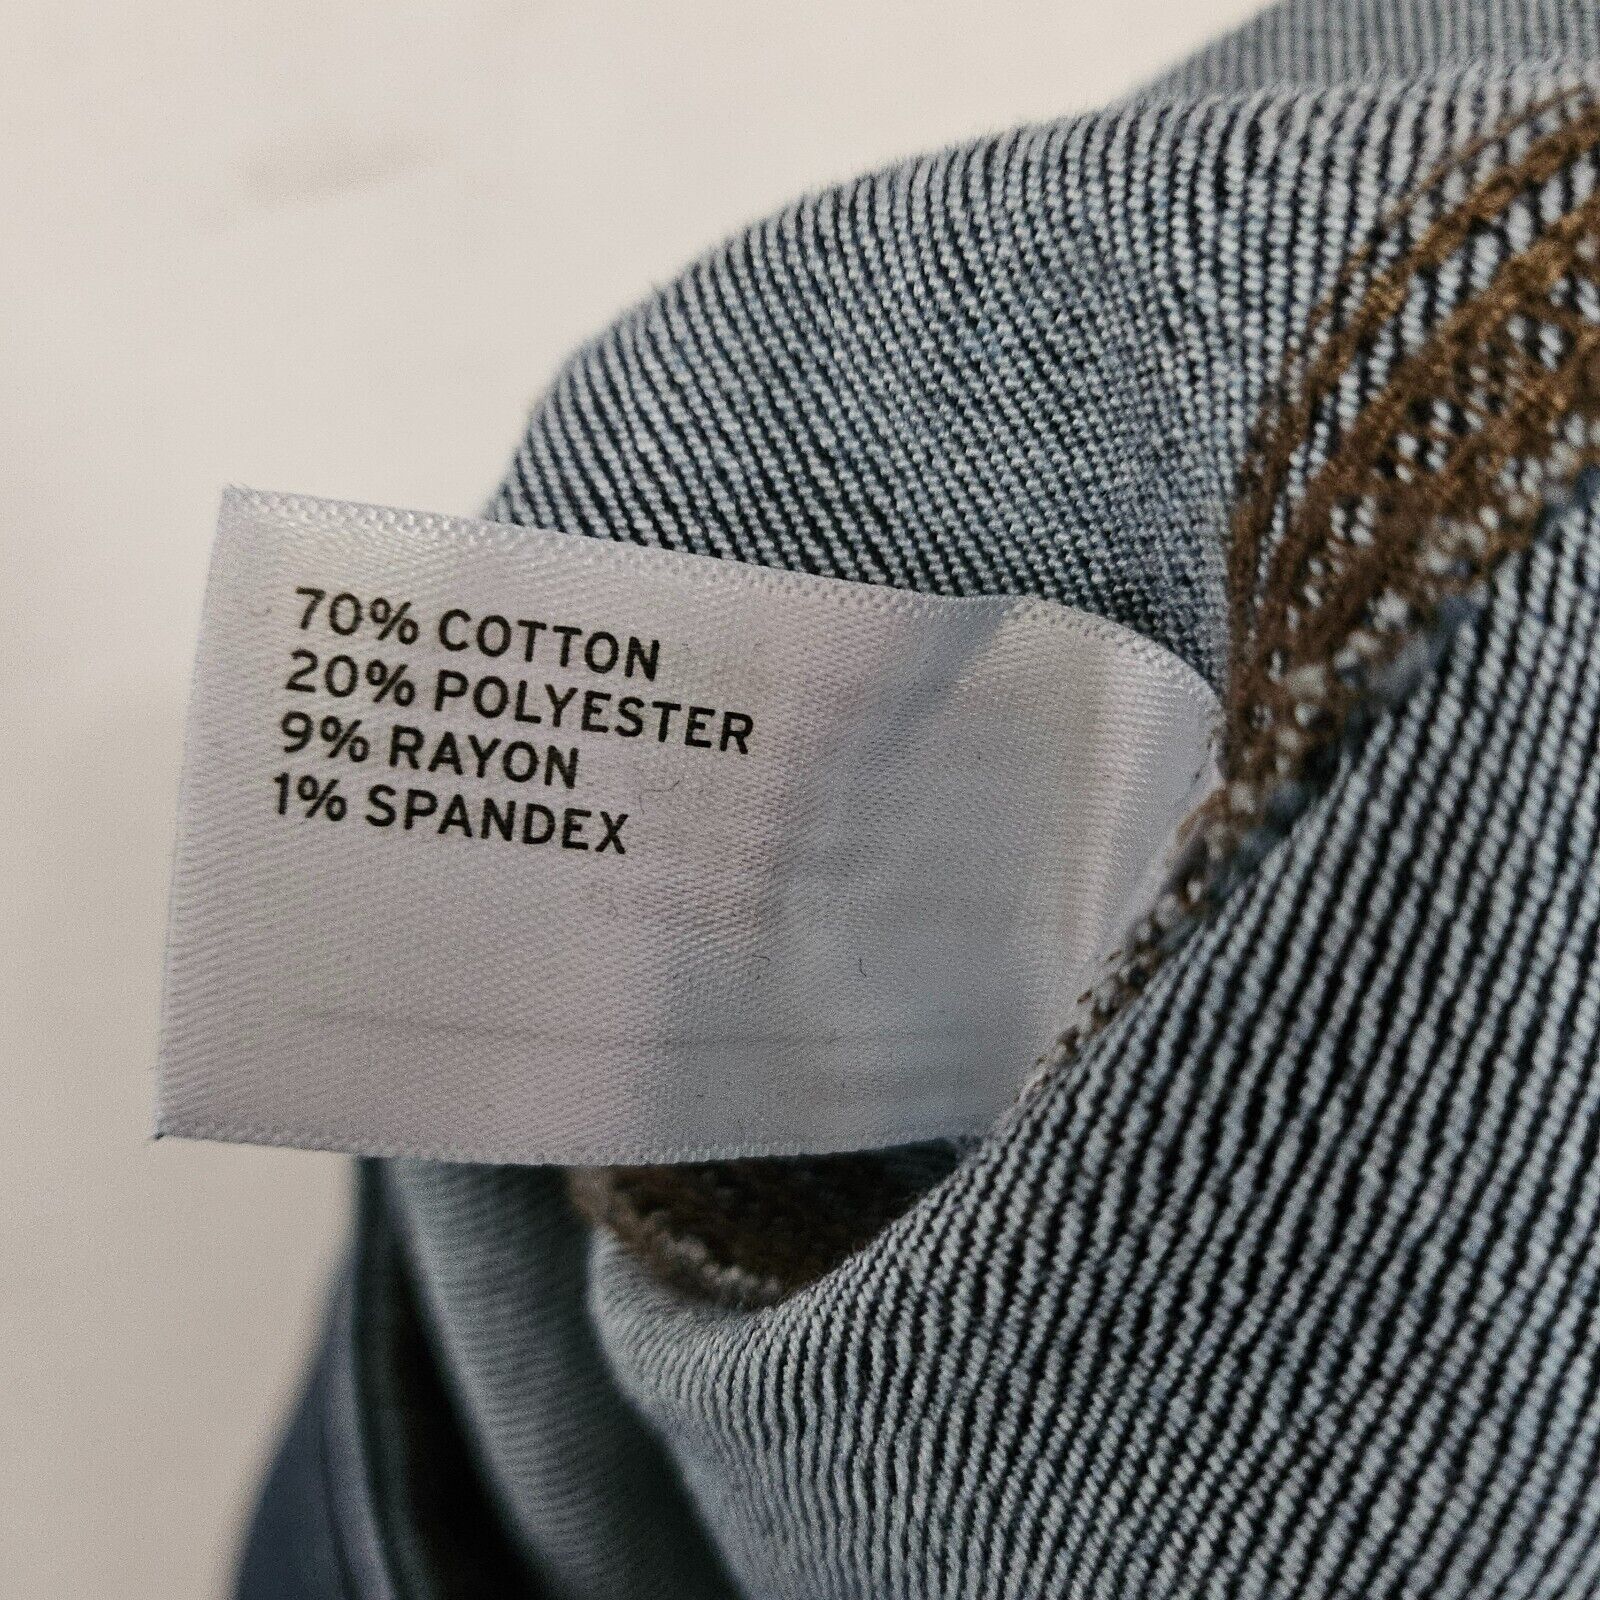 70% COTTON
20% POLYESTER
9% RAYON
1% SPANDEX